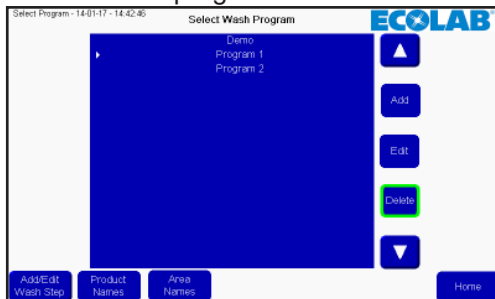 Select Program - 14-01-17 - 14:42:46
Select Wash Program
ECOLAB
Demo
Program 1
Program 2
Add
Edit
Delete
Add/Edit
Wash Step
Product
Names
Area
Names
Home